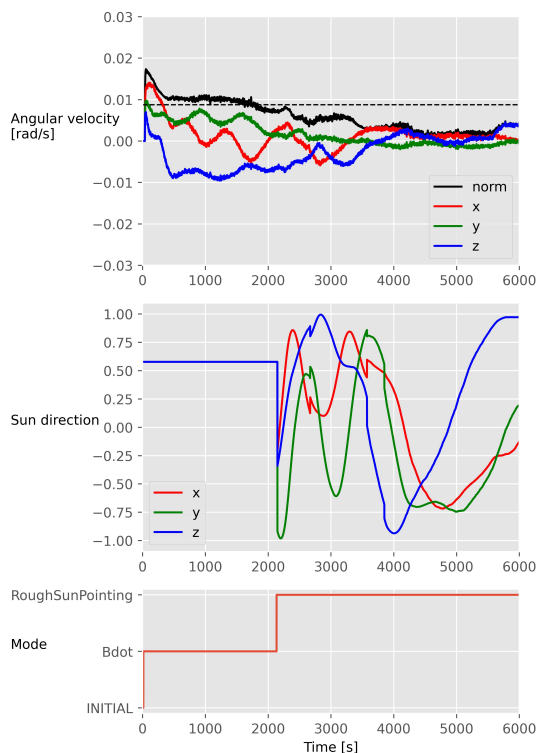 0.03
0.02
0.01
0.00
−0.01
−0.02
−0.03
Angular velocity
[rad/s]
norm
x
y
z
0 1000 2000 3000 4000 5000 6000
1.00
0.75
0.50
0.25
0.00
−0.25
−0.50
−0.75
−1.00
Sun direction
x
y
z
0 1000 2000 3000 4000 5000 6000
RoughSunPointing
Mode
Bdot
INITIAL
0 1000 2000 3000 4000 5000 6000
Time [s]